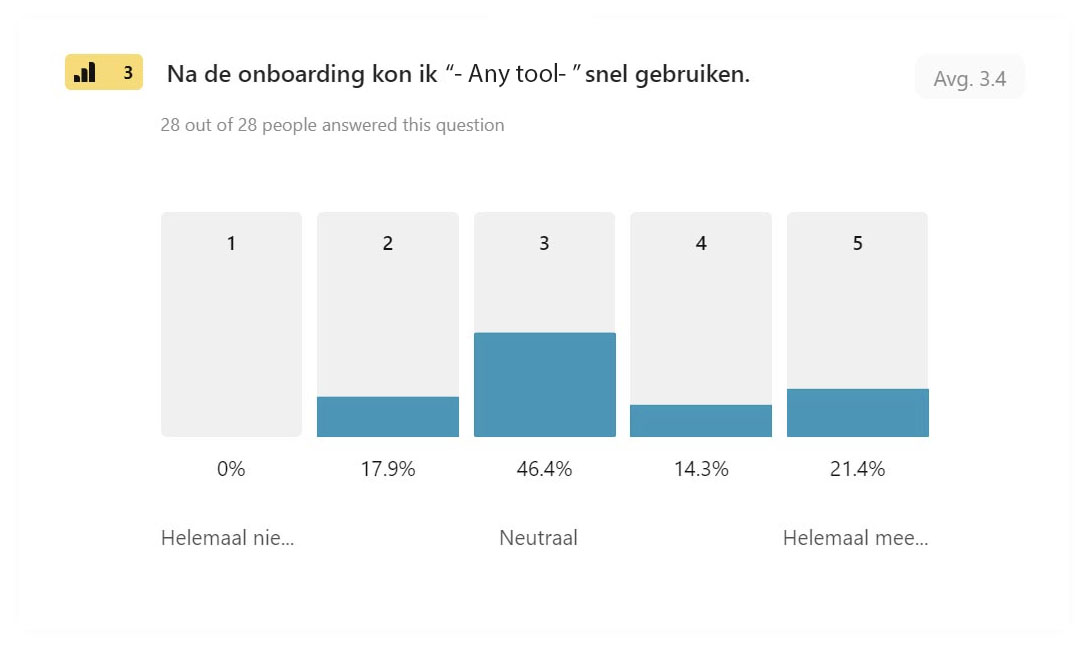 3 Na de onboarding kon ik “- Any tool- ” snel gebruiken. Avg. 3.4
28 out of 28 people answered this question
1 2 3 4 5
0% 17.9% 46.4% 14.3% 21.4%
Helemaal nie... Neutraal Helemaal mee...